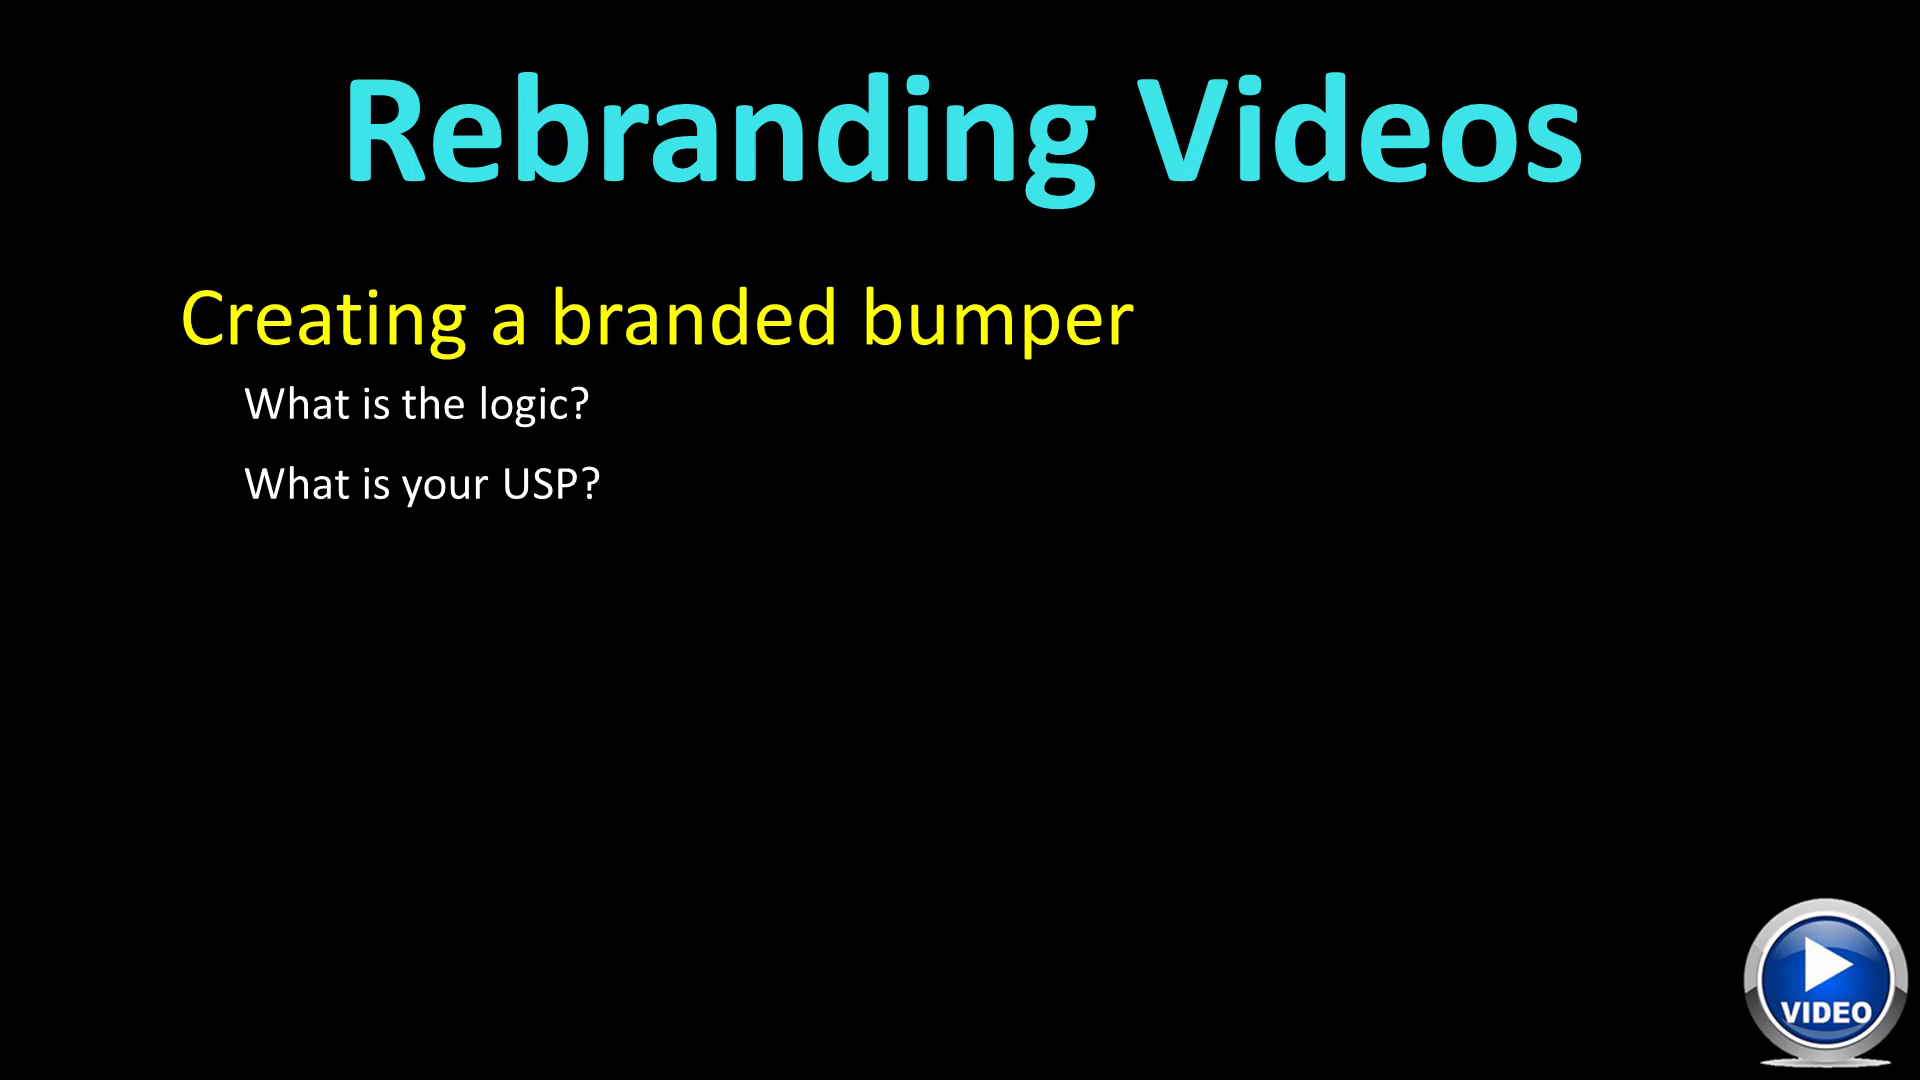 Rebranding Videos
Creating a branded bumper
What is the logic?
What is your USP?
VIDEO